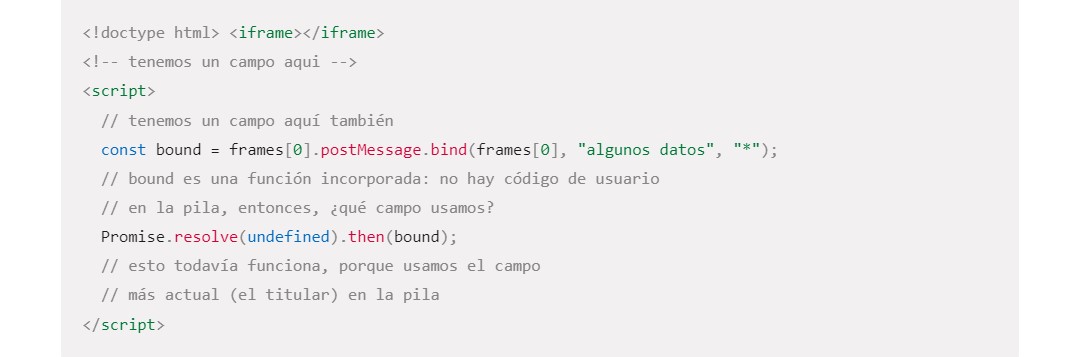 <!doctype html> <iframe></iframe>
<!-- tenemos un campo aqui -->
<script>
  // tenemos un campo aquí también
  const bound = frames[0].postMessage.bind(frames[0], "algunos datos", "*");
  // bound es una función incorporada: no hay código de usuario
  // en la pila, entonces, ¿qué campo usamos?
  Promise.resolve(undefined).then(bound);
  // esto todavía funciona, porque usamos el campo
  // más actual (el titular) en la pila
</script>